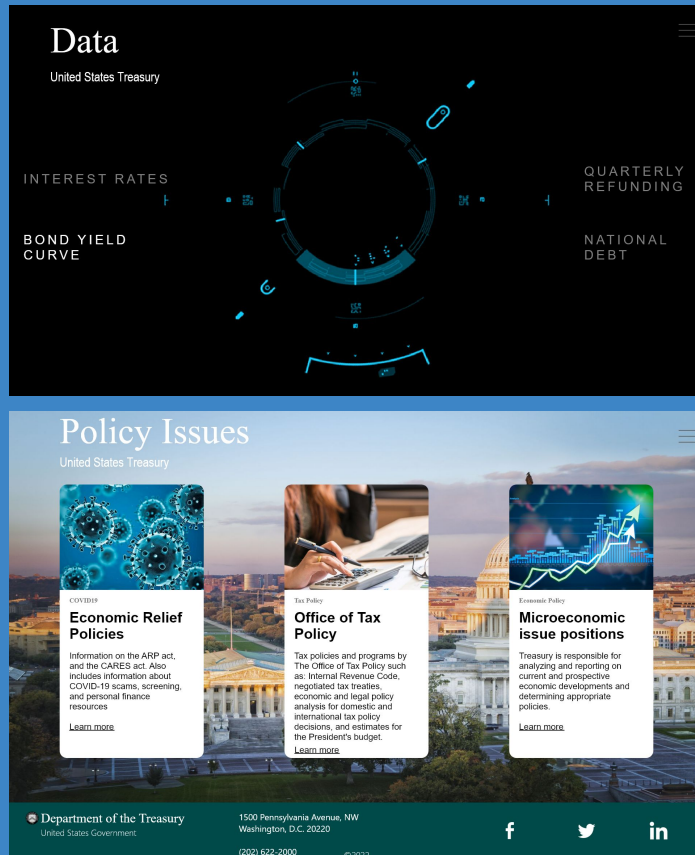 Data
United States Treasury
INTEREST RATES
BOND YIELD
CURVE
QUARTERLY
REFUNDING
NATIONAL
DEBT
Policy Issues
United States Treasury
COVID19
Economic Relief
Policies
Information on the ARP act,
and the CARES act. Also
includes information about
COVID-19 scams, screening,
and personal finance
resources
Learn more
Tax Policy
Office of Tax
Policy
Tax policies and programs by
The Office of Tax Policy such
as: Internal Revenue Code,
negotiated tax treaties,
economic and legal policy
analysis for domestic and
international tax policy
decisions, and estimates for
the President's budget.
Learn more
Economic Policy
Microeconomic
issue positions
Treasury is responsible for
analyzing and reporting on
current and prospective
economic developments and
determining appropriate
policies.
Learn more
Department of the Treasury
United States Government
1500 Pennsylvania Avenue, NW
Washington, D.C. 20220
(202) 622-2000
©2022